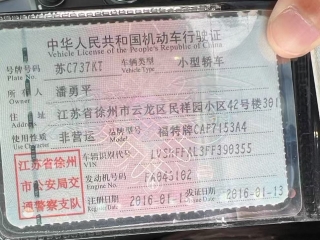 中华人民共和国机动车行驶证
Vehicle License of the People's Republic of China
号牌号码 苏C737KT 车辆类型 小型轿车
Plate No. Vehicle Type
所有人 潘勇平
住址 江苏省徐州市云龙区民祥园小区42号楼301
使用性质 非营运 品牌型号 福特牌CAF7153A4
江苏省徐州
市公安局交
通警察支队
车辆识别代号
VIN
发动机号码 FA045102
Engine No.
注册日期 2016-01-13 发证日期 2016-01-13